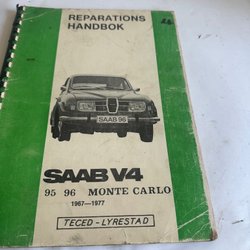 REPARATIONS
HANDBOK
SAAB 96
SAAB V4
95 96 MONTE CARLO
1967—1977
TECED-LYRESTAD